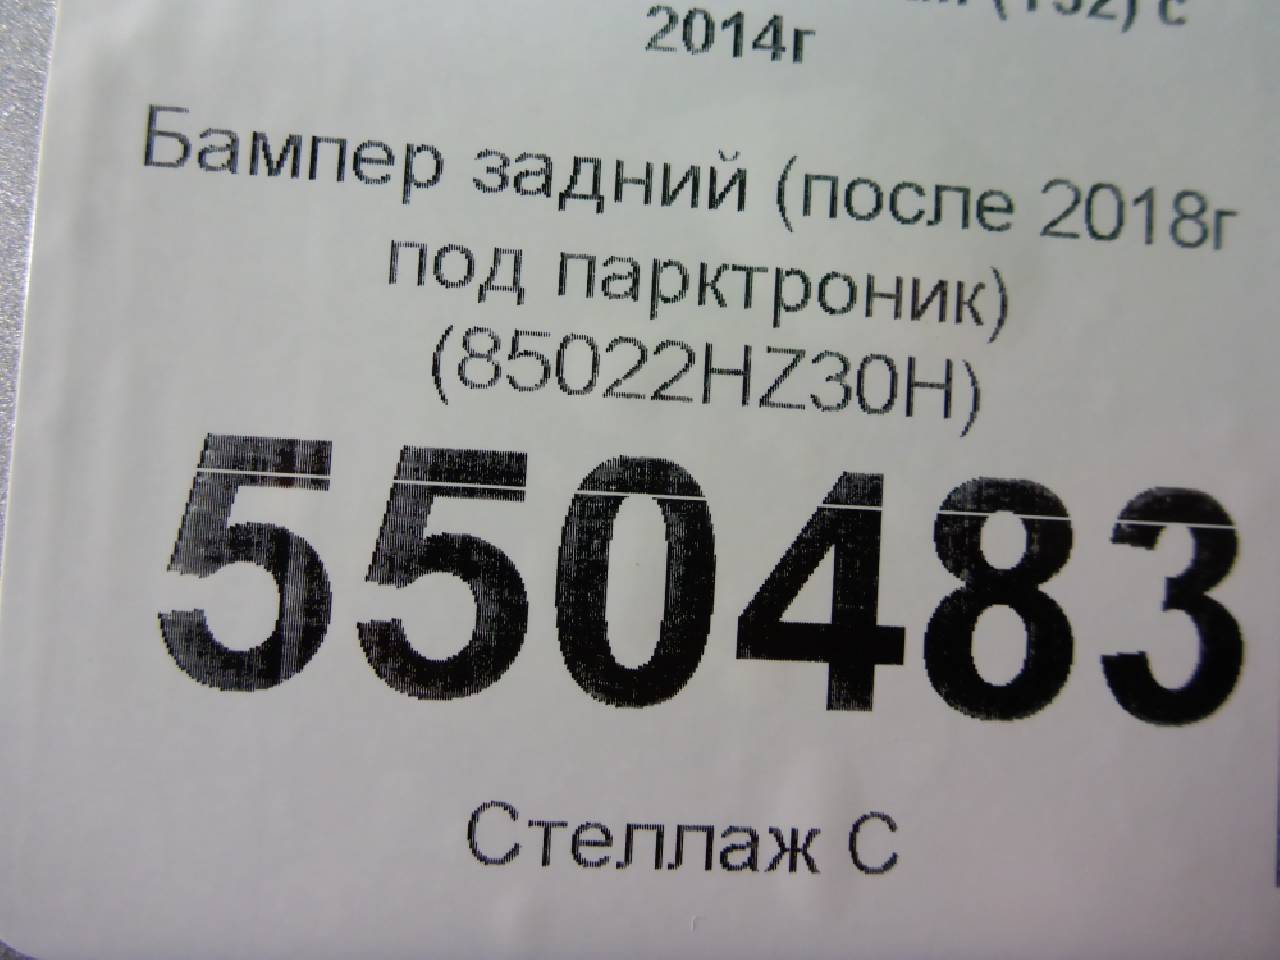 с
2014г
Бампер задний (после 2018г
под парктроник)
(85022HZ30H)
550483
Стеллаж С